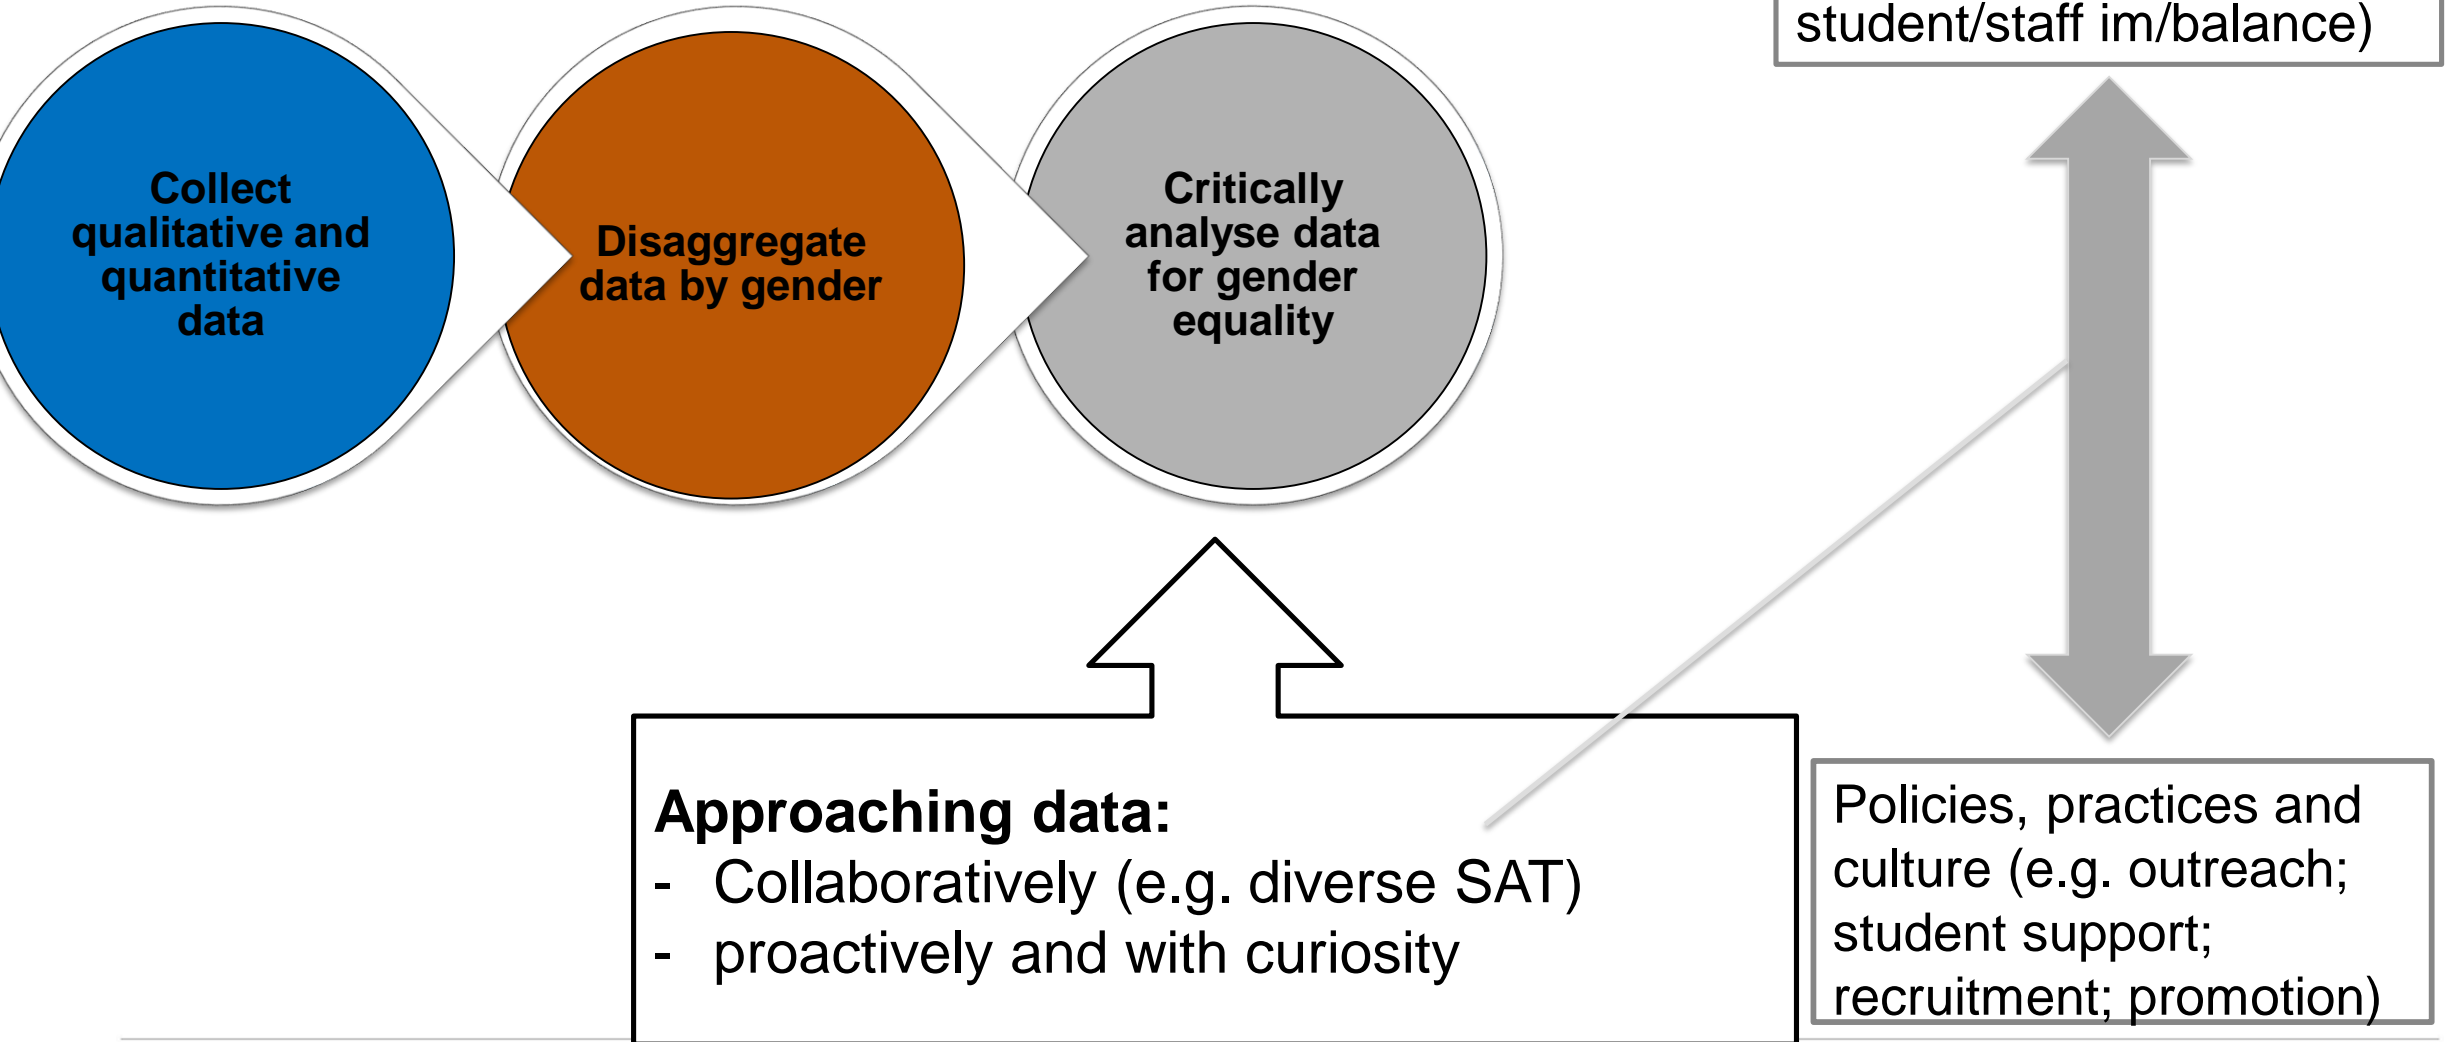 student/staff im/balance)
Collect
qualitative and
quantitative
data
Disaggregate
data by gender
Critically
analyse data
for gender
equality
Approaching data:
- Collaboratively (e.g. diverse SAT)
- proactively and with curiosity
Policies, practices and
culture (e.g. outreach;
student support;
recruitment; promotion)